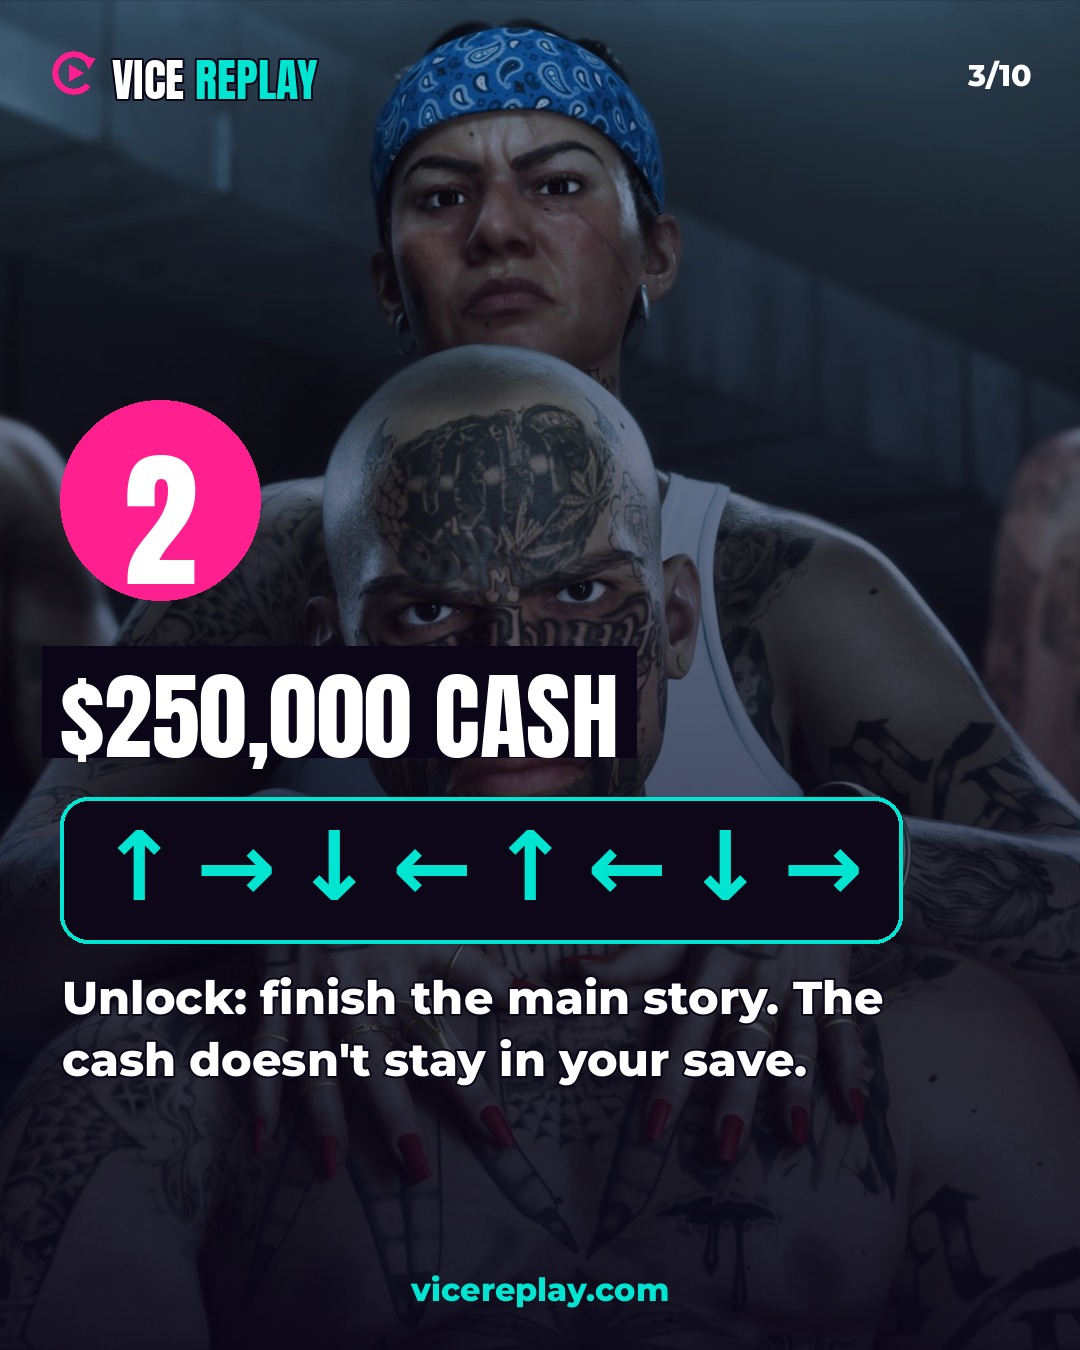 VICE REPLAY
3/10
2
$250,000 CASH
↑ → ↓ ← ↑ ← ↓ →
Unlock: finish the main story. The
cash doesn't stay in your save.
vicereplay.com